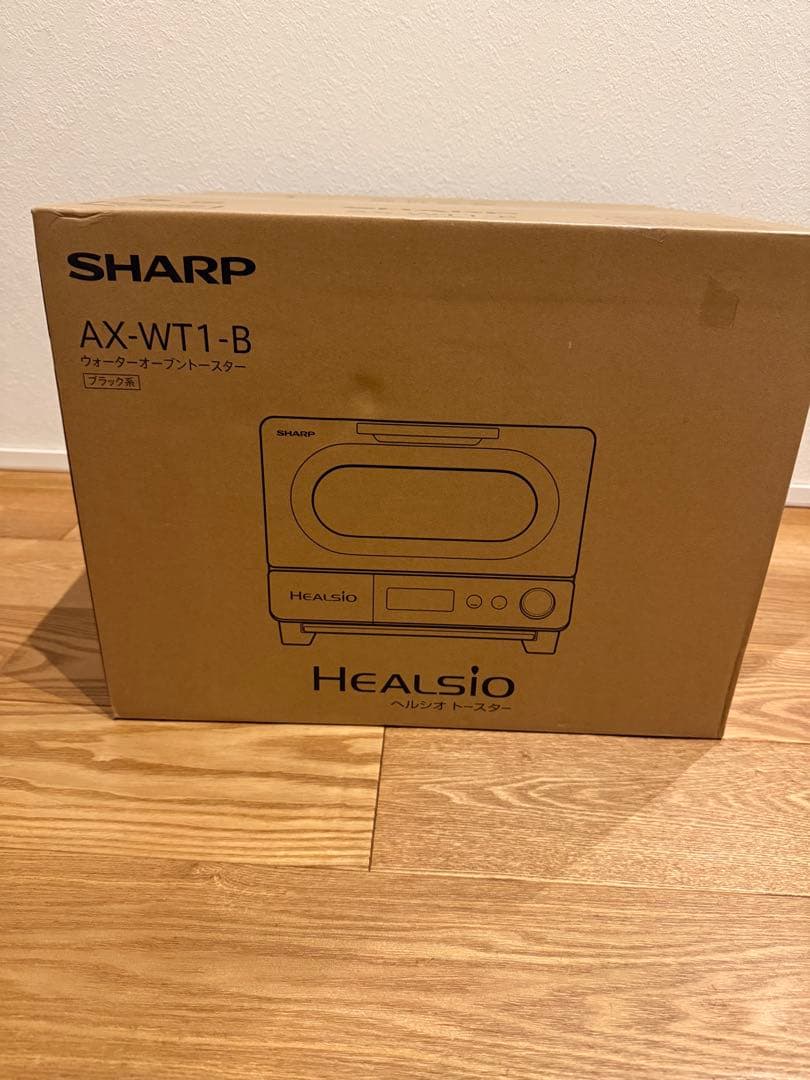 SHARP
AX-WT1-B
ウォーターオーブントースター
ブラック系
SHARP
HEALSiO
HEALSiO
ヘルシオ トースター